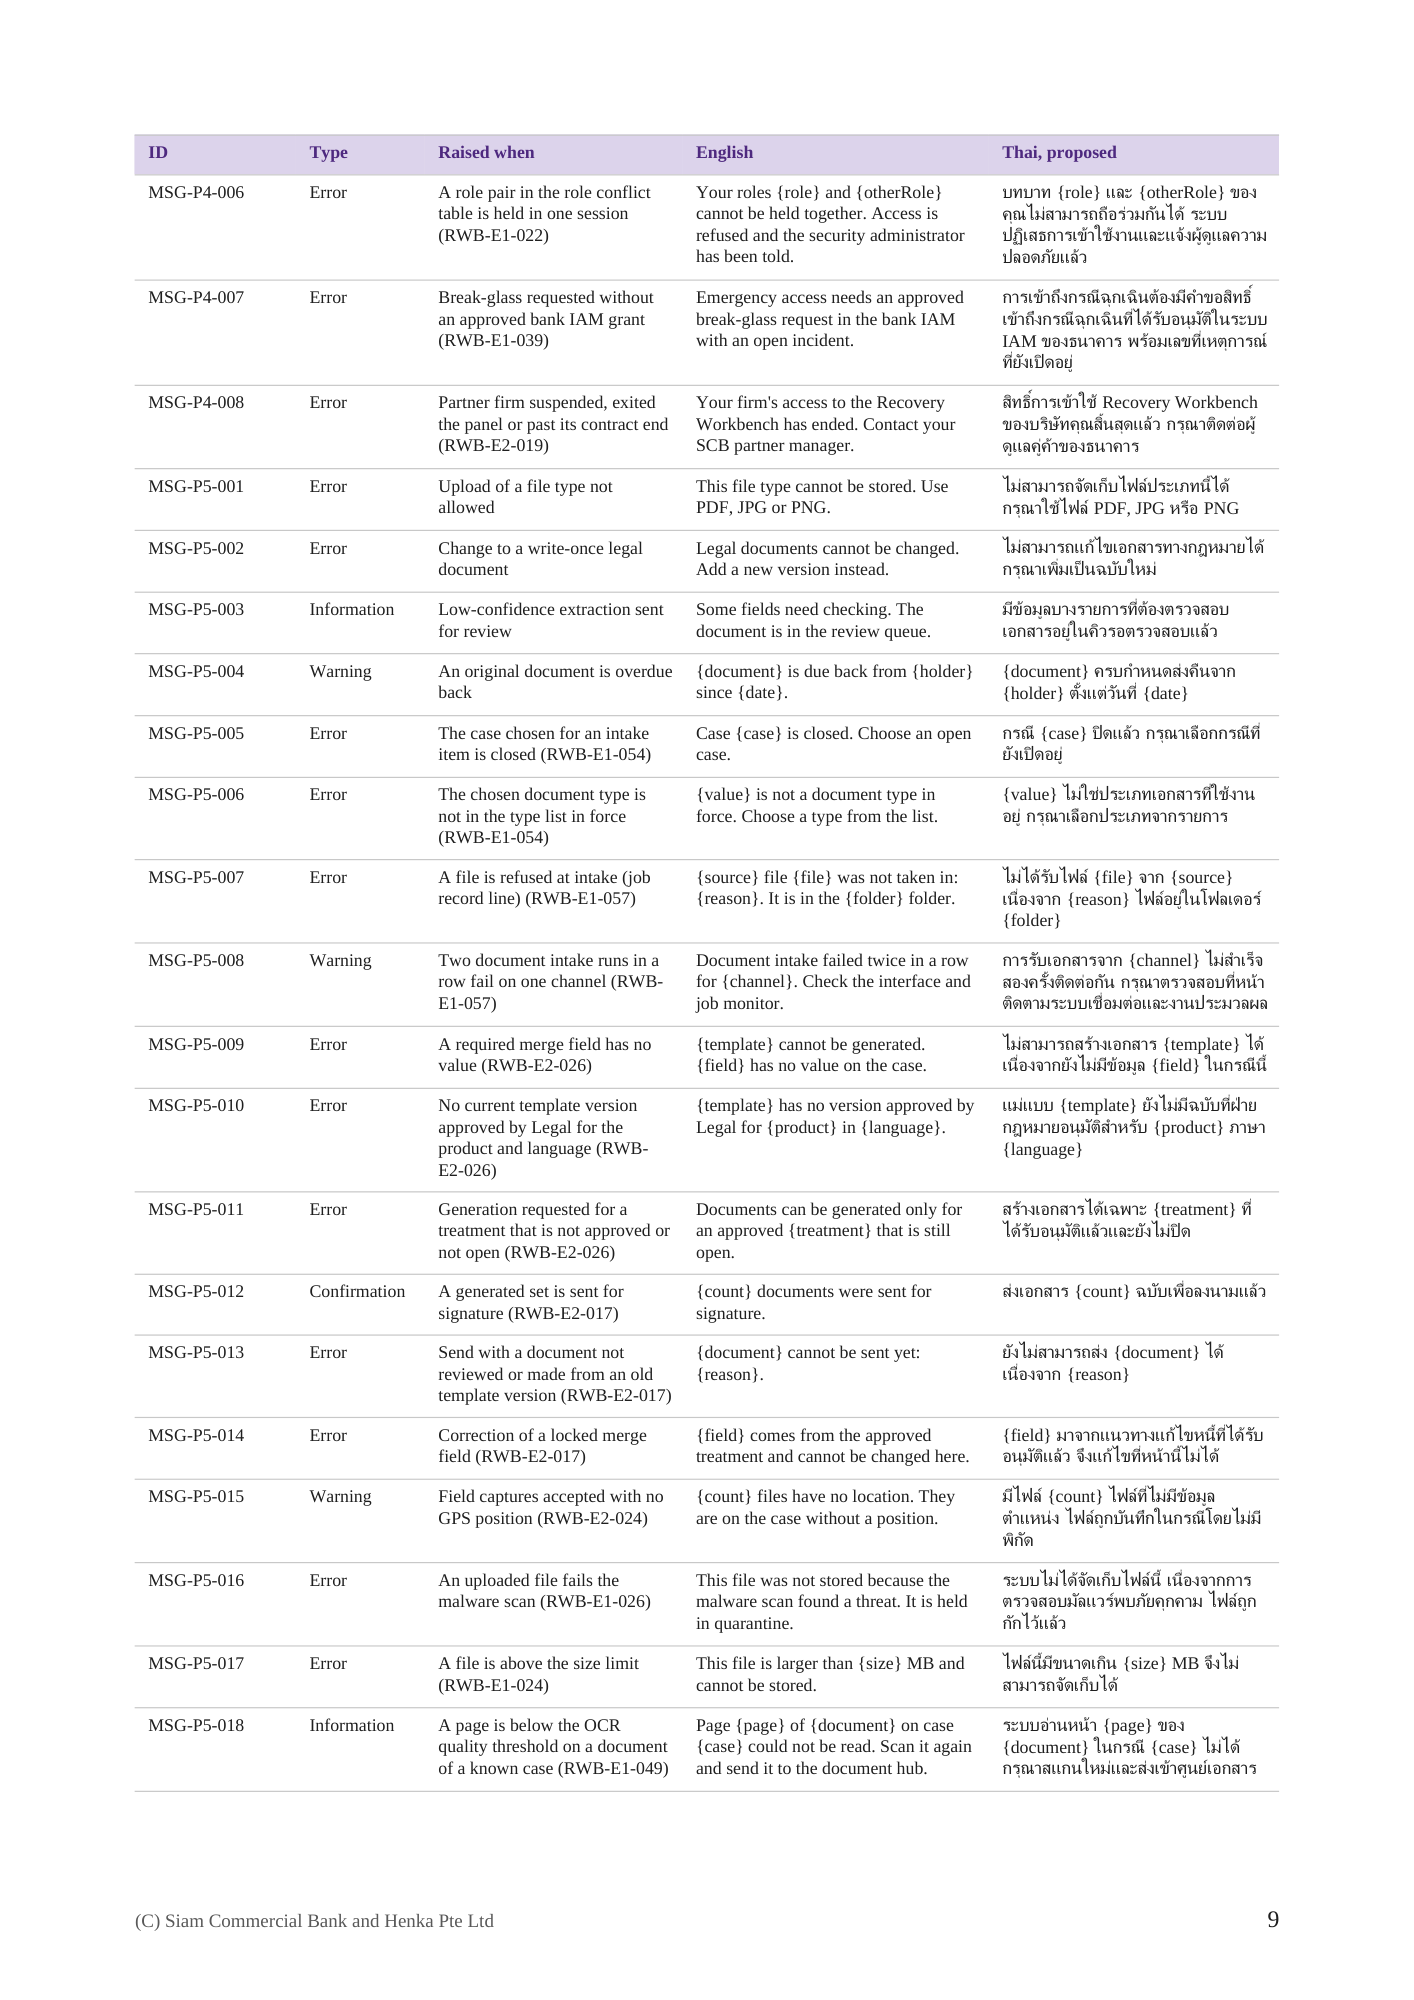 ID Type Raised when English Thai, proposed
MSG-P4-006 Error A role pair in the role conflict Your roles {role} and {otherRole} บทบาท {role} และ {otherRole} ของ
table is held in one session cannot be held together. Access is คุณไม่สามารถถือร่วมกันได้ ระบบ
(RWB-E1-022) refused and the security administrator ปฏิเสธการเข้าใช้งานและแจ้งผู้ดูแลความ
has been told. ปลอดภัยแล้ว
MSG-P4-007 Error Break-glass requested without Emergency access needs an approved การเข้าถึงกรณีฉุกเฉินต้องมีคำขอสิทธิ์
an approved bank IAM grant break-glass request in the bank IAM เข้าถึงกรณีฉุกเฉินที่ได้รับอนุมัติในระบบ
(RWB-E1-039) with an open incident. IAM ของธนาคาร พร้อมเลขที่เหตุการณ์
ที่ยังเปิดอยู่
MSG-P4-008 Error Partner firm suspended, exited Your firm's access to the Recovery สิทธิ์การเข้าใช้ Recovery Workbench
the panel or past its contract end Workbench has ended. Contact your ของบริษัทคุณสิ้นสุดแล้ว กรุณาติดต่อผู้
(RWB-E2-019) SCB partner manager. ดูแลคู่ค้าของธนาคาร
MSG-P5-001 Error Upload of a file type not This file type cannot be stored. Use ไม่สามารถจัดเก็บไฟล์ประเภทนี้ได้
allowed PDF, JPG or PNG. กรุณาใช้ไฟล์ PDF, JPG หรือ PNG
MSG-P5-002 Error Change to a write-once legal Legal documents cannot be changed. ไม่สามารถแก้ไขเอกสารทางกฎหมายได้
document Add a new version instead. กรุณาเพิ่มเป็นฉบับใหม่
MSG-P5-003 Information Low-confidence extraction sent Some fields need checking. The มีข้อมูลบางรายการที่ต้องตรวจสอบ
for review document is in the review queue. เอกสารอยู่ในคิวรอตรวจสอบแล้ว
MSG-P5-004 Warning An original document is overdue {document} is due back from {holder} {document} ครบกำหนดส่งคืนจาก
back since {date}. {holder} ตั้งแต่วันที่ {date}
MSG-P5-005 Error The case chosen for an intake Case {case} is closed. Choose an open กรณี {case} ปิดแล้ว กรุณาเลือกกรณีที่
item is closed (RWB-E1-054) case. ยังเปิดอยู่
MSG-P5-006 Error The chosen document type is {value} is not a document type in {value} ไม่ใช่ประเภทเอกสารที่ใช้งาน
not in the type list in force force. Choose a type from the list. อยู่ กรุณาเลือกประเภทจากรายการ
(RWB-E1-054)
MSG-P5-007 Error A file is refused at intake (job {source} file {file} was not taken in: ไม่ได้รับไฟล์ {file} จาก {source}
record line) (RWB-E1-057) {reason}. It is in the {folder} folder. เนื่องจาก {reason} ไฟล์อยู่ในโฟลเดอร์
{folder}
MSG-P5-008 Warning Two document intake runs in a Document intake failed twice in a row การรับเอกสารจาก {channel} ไม่สำเร็จ
row fail on one channel (RWB- for {channel}. Check the interface and สองครั้งติดต่อกัน กรุณาตรวจสอบที่หน้า
E1-057) job monitor. ติดตามระบบเชื่อมต่อและงานประมวลผล
MSG-P5-009 Error A required merge field has no {template} cannot be generated. ไม่สามารถสร้างเอกสาร {template} ได้
value (RWB-E2-026) {field} has no value on the case. เนื่องจากยังไม่มีข้อมูล {field} ในกรณีนี้
MSG-P5-010 Error No current template version {template} has no version approved by แม่แบบ {template} ยังไม่มีฉบับที่ฝ่าย
approved by Legal for the Legal for {product} in {language}. กฎหมายอนุมัติสำหรับ {product} ภาษา
product and language (RWB- {language}
E2-026)
MSG-P5-011 Error Generation requested for a Documents can be generated only for สร้างเอกสารได้เฉพาะ {treatment} ที่
treatment that is not approved or an approved {treatment} that is still ได้รับอนุมัติแล้วและยังไม่ปิด
not open (RWB-E2-026) open.
MSG-P5-012 Confirmation A generated set is sent for {count} documents were sent for ส่งเอกสาร {count} ฉบับเพื่อลงนามแล้ว
signature (RWB-E2-017) signature.
MSG-P5-013 Error Send with a document not {document} cannot be sent yet: ยังไม่สามารถส่ง {document} ได้
reviewed or made from an old {reason}. เนื่องจาก {reason}
template version (RWB-E2-017)
MSG-P5-014 Error Correction of a locked merge {field} comes from the approved {field} มาจากแนวทางแก้ไขหนี้ที่ได้รับ
field (RWB-E2-017) treatment and cannot be changed here. อนุมัติแล้ว จึงแก้ไขที่หน้านี้ไม่ได้
MSG-P5-015 Warning Field captures accepted with no {count} files have no location. They มีไฟล์ {count} ไฟล์ที่ไม่มีข้อมูล
GPS position (RWB-E2-024) are on the case without a position. ตำแหน่ง ไฟล์ถูกบันทึกในกรณีโดยไม่มี
พิกัด
MSG-P5-016 Error An uploaded file fails the This file was not stored because the ระบบไม่ได้จัดเก็บไฟล์นี้ เนื่องจากการ
malware scan (RWB-E1-026) malware scan found a threat. It is held ตรวจสอบมัลแวร์พบภัยคุกคาม ไฟล์ถูก
in quarantine. กักไว้แล้ว
MSG-P5-017 Error A file is above the size limit This file is larger than {size} MB and ไฟล์นี้มีขนาดเกิน {size} MB จึงไม่
(RWB-E1-024) cannot be stored. สามารถจัดเก็บได้
MSG-P5-018 Information A page is below the OCR Page {page} of {document} on case ระบบอ่านหน้า {page} ของ
quality threshold on a document {case} could not be read. Scan it again {document} ในกรณี {case} ไม่ได้
of a known case (RWB-E1-049) and send it to the document hub. กรุณาสแกนใหม่และส่งเข้าศูนย์เอกสาร
(C) Siam Commercial Bank and Henka Pte Ltd 9